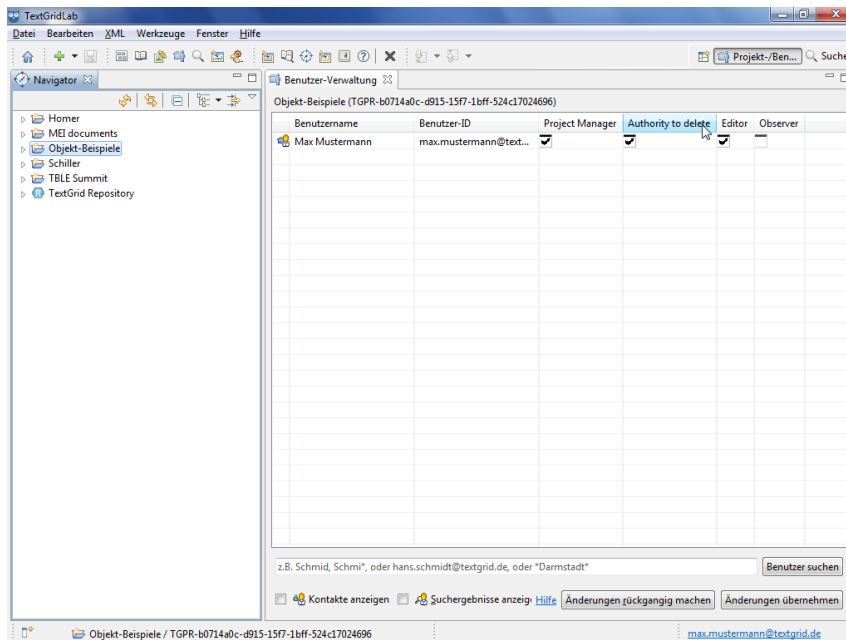 TextGridLab
Datei Bearbeiten XML Werkzeuge Fenster Hilfe
Projekt-/Ben... Suche
Navigator
Benutzer-Verwaltung
Objekt-Beispiele (TGPR-b0714a0c-d915-15f7-1bff-524c17024696)
Homer
MEI documents
Objekt-Beispiele
Schiller
TBLE Summit
TextGrid Repository
Benutzername Benutzer-ID Project Manager Authority to delete Editor Observer
Max Mustermann max.mustermann@text...
z.B. Schmid, Schmi*, oder hans.schmidt@textgrid.de, oder *Darmstadt*
Benutzer suchen
Kontakte anzeigen Suchergebnisse anzeig Hilfe Änderungen rückgangig machen Änderungen übernehmen
Objekt-Beispiele / TGPR-b0714a0c-d915-15f7-1bff-524c17024696
max.mustermann@textgrid.de